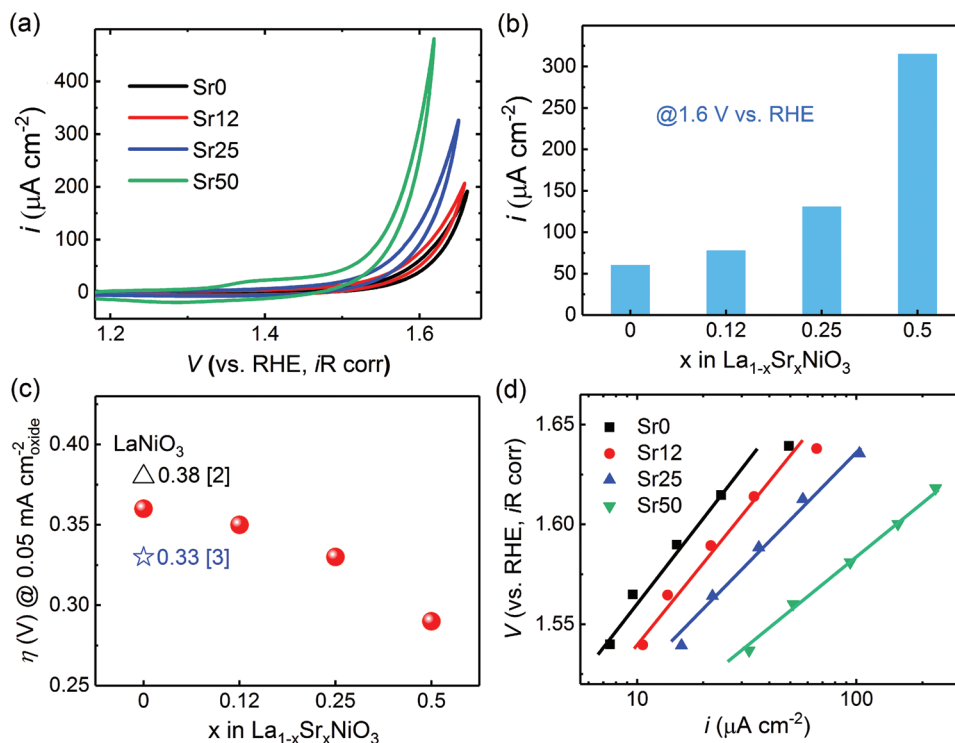 (a)
Sr0
Sr12
Sr25
Sr50
400
300
200
100
0
i (μA cm⁻²)
1.2
1.4
1.6
V (vs. RHE, iR corr)
(b)
@1.6 V vs. RHE
300
250
200
150
100
50
0
i (μA cm⁻²)
0
0.12
0.25
0.5
x in La₁₋ₓSrₓNiO₃
(c)
LaNiO₃
0.38 [2]
0.33 [3]
0.40
0.35
0.30
0.25
η (V) @ 0.05 mA cm⁻²oxide
0
0.12
0.25
0.5
x in La₁₋ₓSrₓNiO₃
(d)
Sr0
Sr12
Sr25
Sr50
1.65
1.60
1.55
V (vs. RHE, iR corr)
10
100
i (μA cm⁻²)